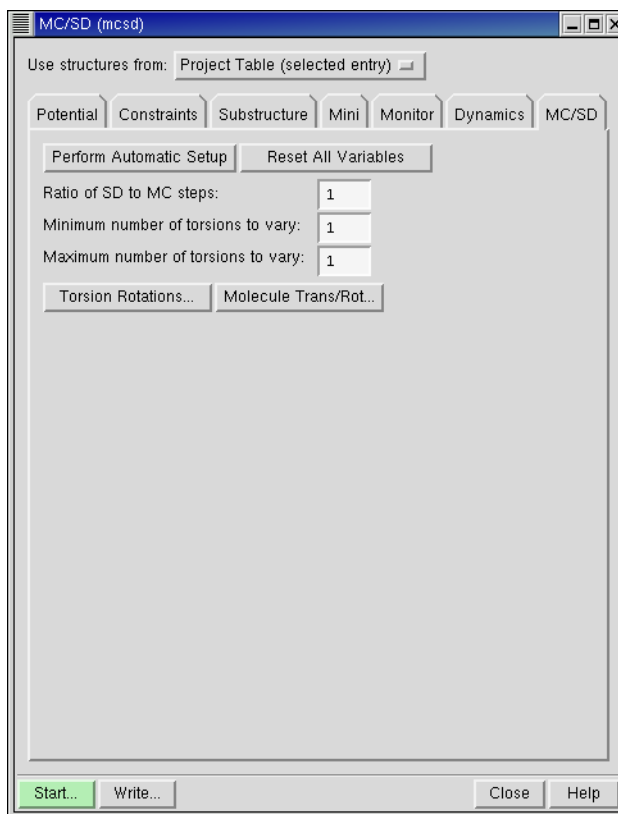 MC/SD (mcsd)
Use structures from: Project Table (selected entry)
Potential Constraints Substructure Mini Monitor Dynamics MC/SD
Perform Automatic Setup Reset All Variables
Ratio of SD to MC steps: 1
Minimum number of torsions to vary: 1
Maximum number of torsions to vary: 1
Torsion Rotations... Molecule Trans/Rot...
Start... Write... Close Help